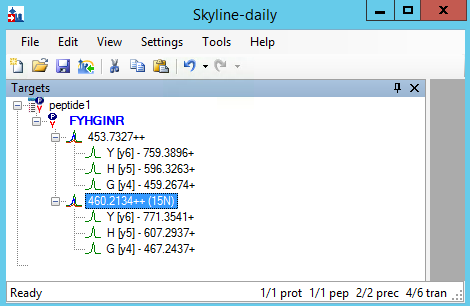 Skyline-daily
File Edit View Settings Tools Help
Targets
peptide1
FYHGINR
453.7327++
Y [y6] - 759.3896+
H [y5] - 596.3263+
G [y4] - 459.2674+
460.2134++ (15N)
Y [y6] - 771.3541+
H [y5] - 607.2937+
G [y4] - 467.2437+
Ready 1/1 prot 1/1 pep 2/2 prec 4/6 tran